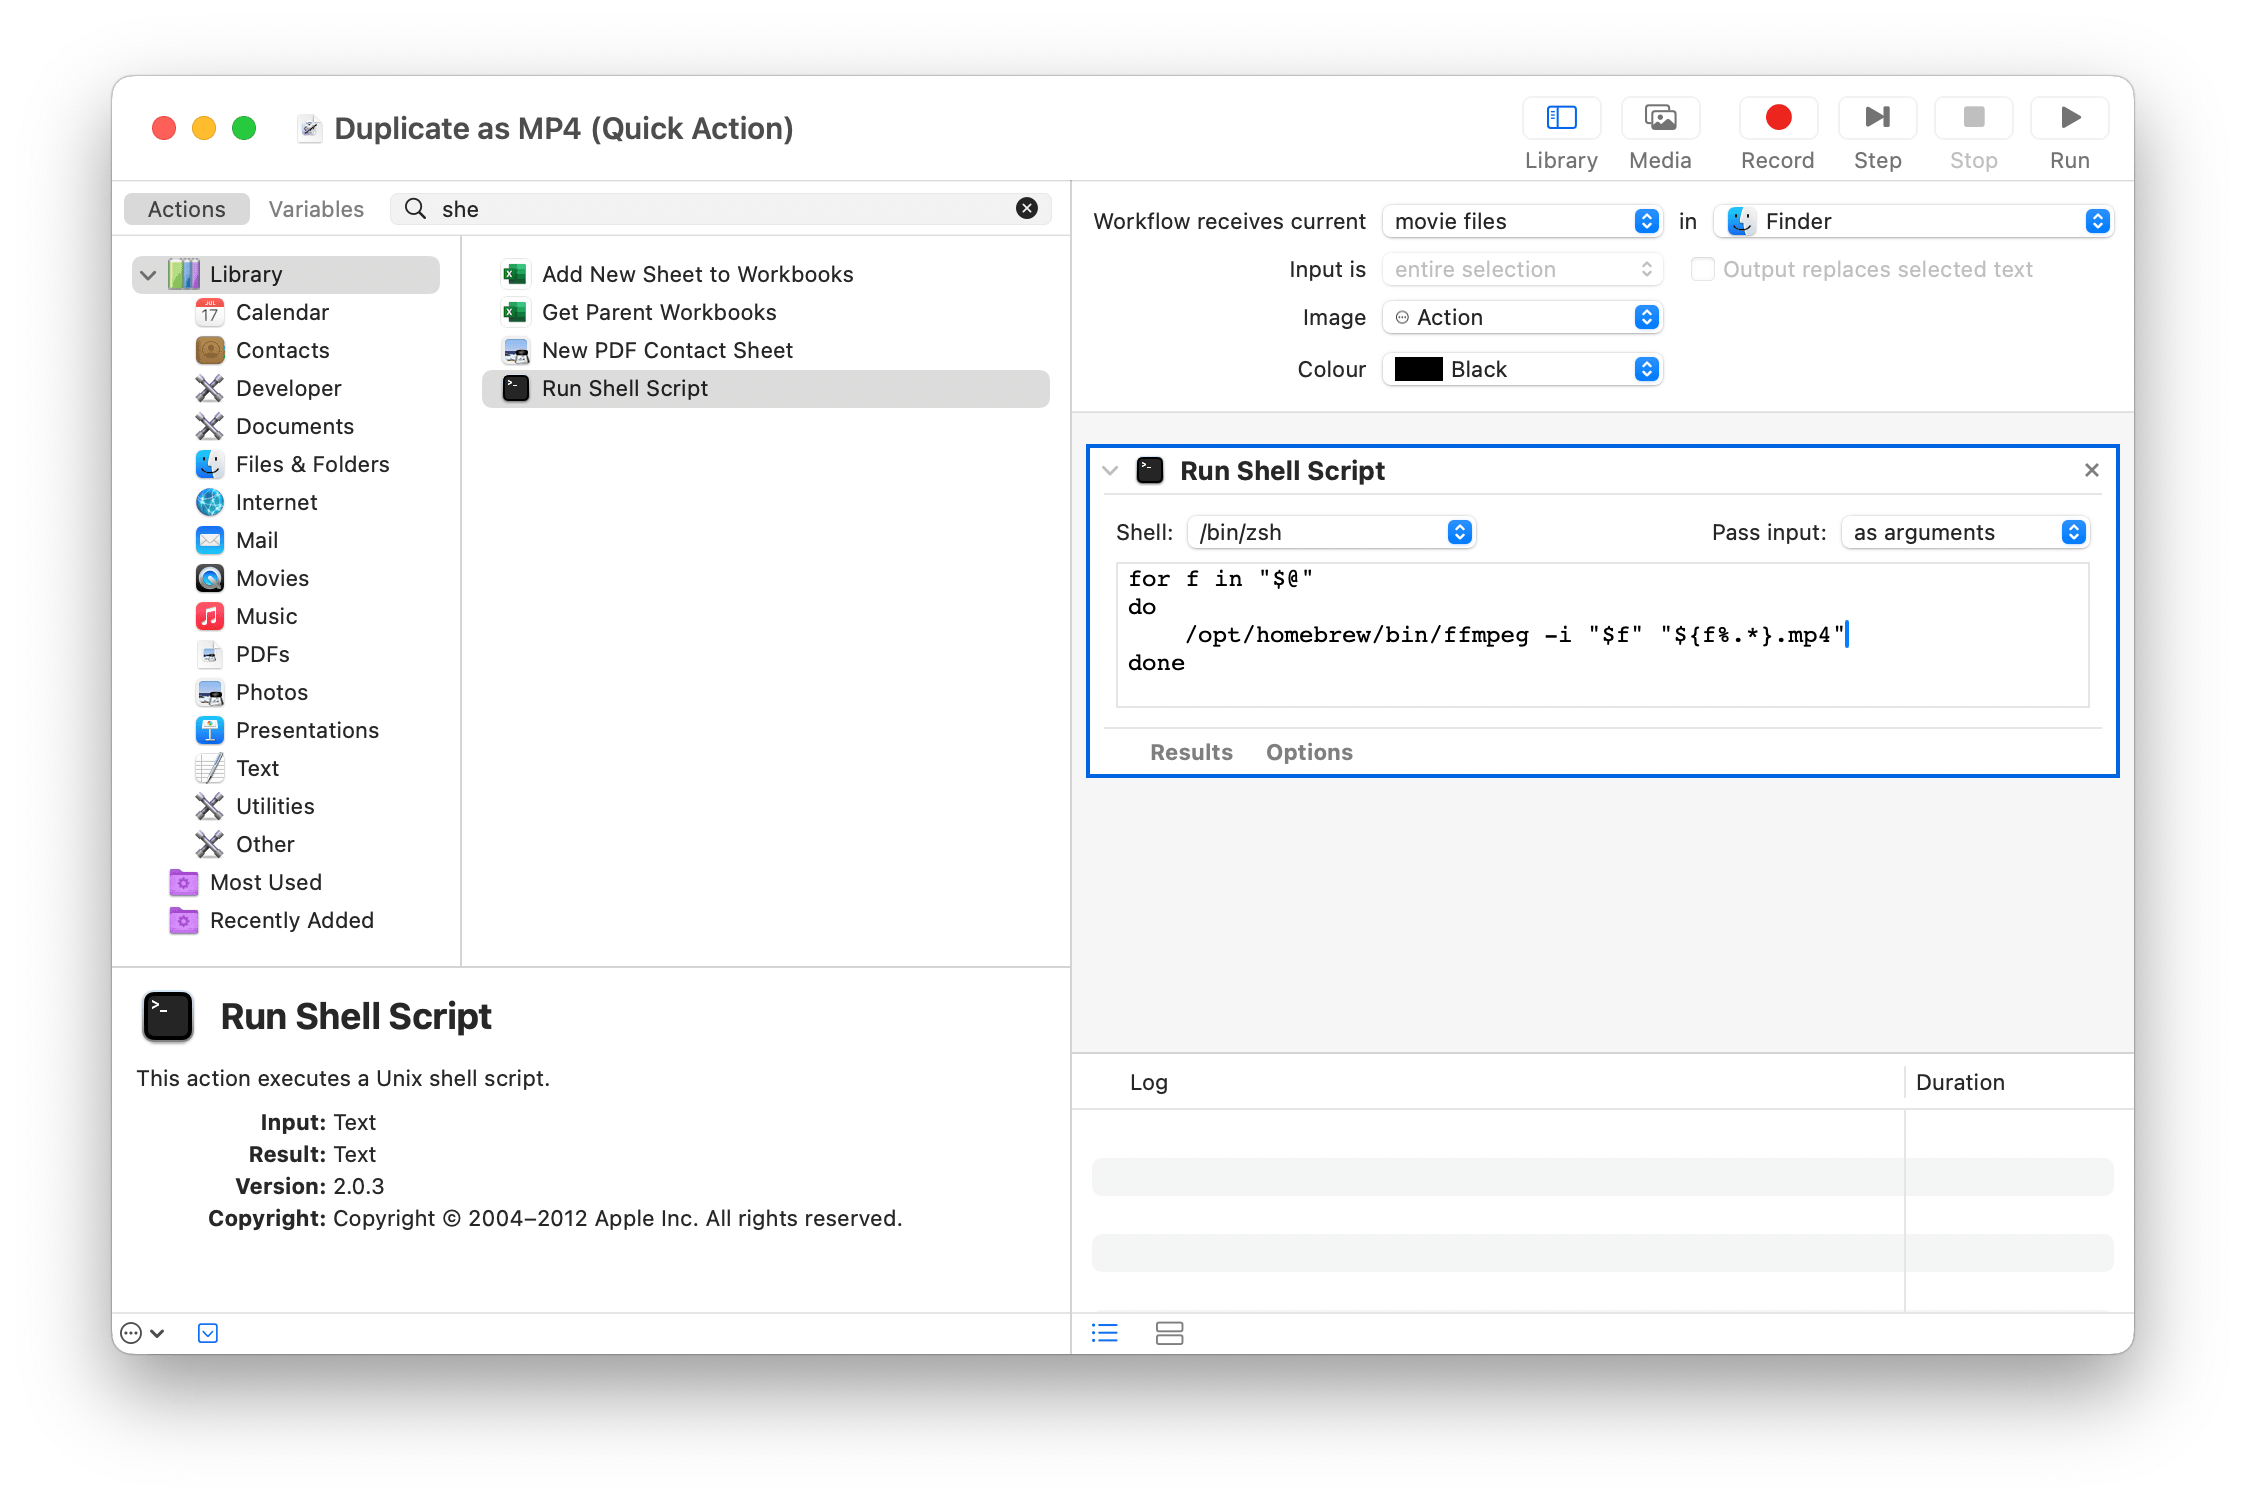 Duplicate as MP4 (Quick Action)
Library
Media
Record
Step
Stop
Run
Actions
Variables
she
Library
JUL
17
Calendar
Contacts
Developer
Documents
Files & Folders
Internet
Mail
Movies
Music
PDFs
Photos
Presentations
Text
Utilities
Other
Most Used
Recently Added
Add New Sheet to Workbooks
Get Parent Workbooks
New PDF Contact Sheet
Run Shell Script
Run Shell Script
This action executes a Unix shell script.
Input: Text
Result: Text
Version: 2.0.3
Copyright: Copyright © 2004–2012 Apple Inc. All rights reserved.
Workflow receives current movie files in Finder
Input is entire selection Output replaces selected text
Image Action
Colour Black
Run Shell Script
Shell: /bin/zsh Pass input: as arguments
for f in "$@"
do
    /opt/homebrew/bin/ffmpeg -i "$f" "${f%.*}.mp4"
done
Results Options
Log Duration